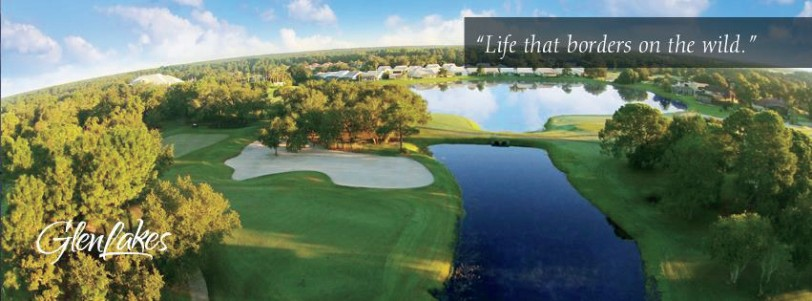 “Life that borders on the wild.”
GlenLakes